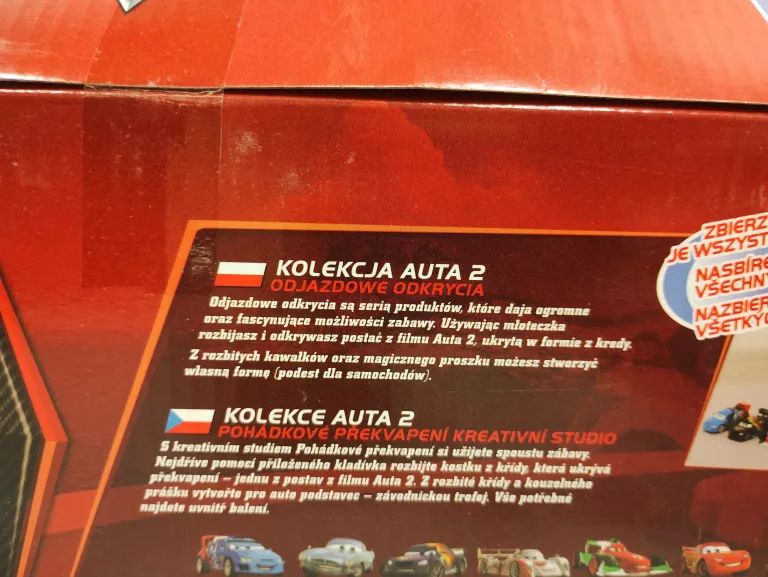 KOLEKCJA AUTA 2
ODJAZDOWE ODKRYCIA
Odjazdowe odkrycia są serią produktów, które daja ogromne
oraz fascynujące możliwości zabawy. Używając młoteczka
rozbijasz i odkrywasz postać z filmu Auta 2, ukrytą w formie z kredy.
Z rozbitych kawałków oraz magicznego proszku możesz stworzyć
własną formę (podest dla samochodów).
KOLEKCE AUTA 2
POHÁDKOVÉ PŘEKVAPENÍ KREATIVNÍ STUDIO
S kreativním studiem Pohádkové překvapení si užijete spoustu zábavy.
Nejdříve pomocí přiloženého kladívka rozbijte kostku z křídy, která ukrývá
překvapení – jednu z postav z filmu Auta 2. Z rozbité křídy a kouzelného
prášku vytvořte pro auto podstavec – závodnickou trofej. Vše potřebné
najdete uvnitř balení.
ZBIERZ
JE WSZYST
NASBÍRE
VŠECHN
NAZBIER
VŠETKÝC